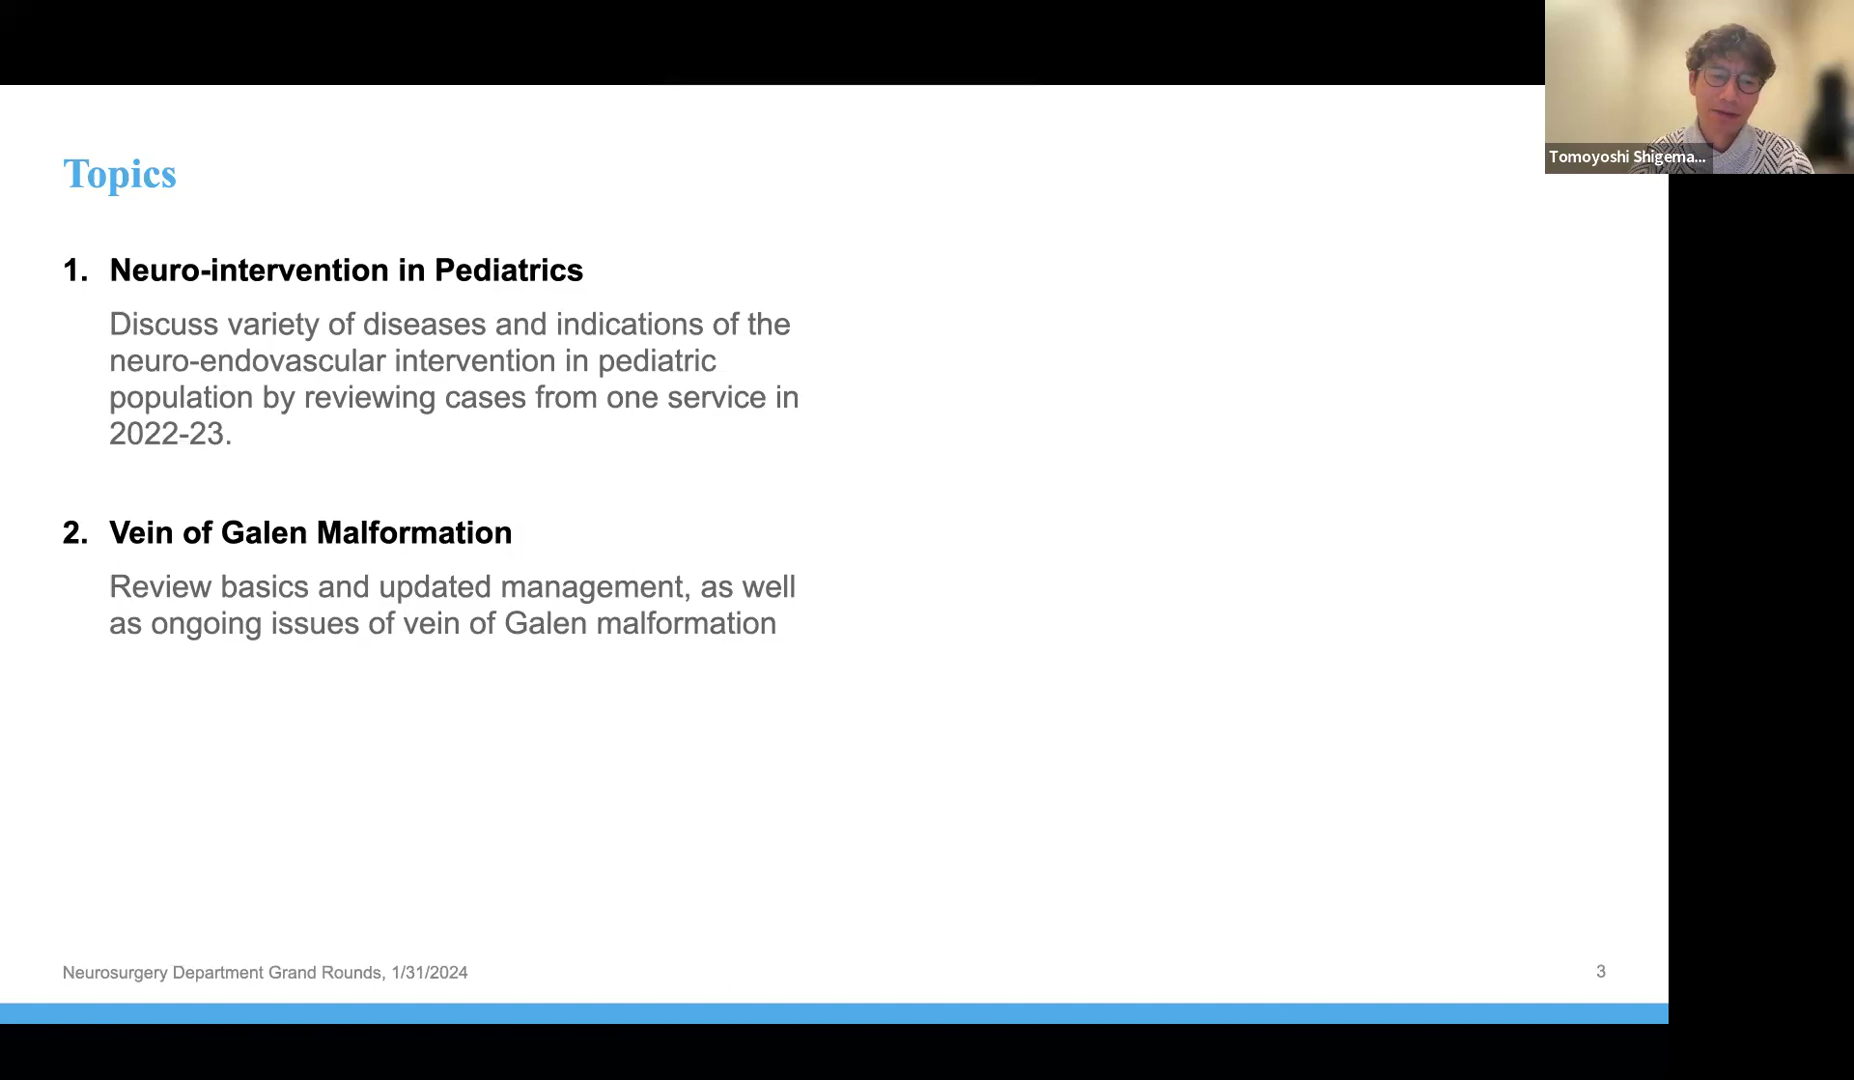 Tomoyoshi Shigema...
Topics
1. Neuro-intervention in Pediatrics
Discuss variety of diseases and indications of the
neuro-endovascular intervention in pediatric
population by reviewing cases from one service in
2022-23.
2. Vein of Galen Malformation
Review basics and updated management, as well
as ongoing issues of vein of Galen malformation
Neurosurgery Department Grand Rounds, 1/31/2024
3